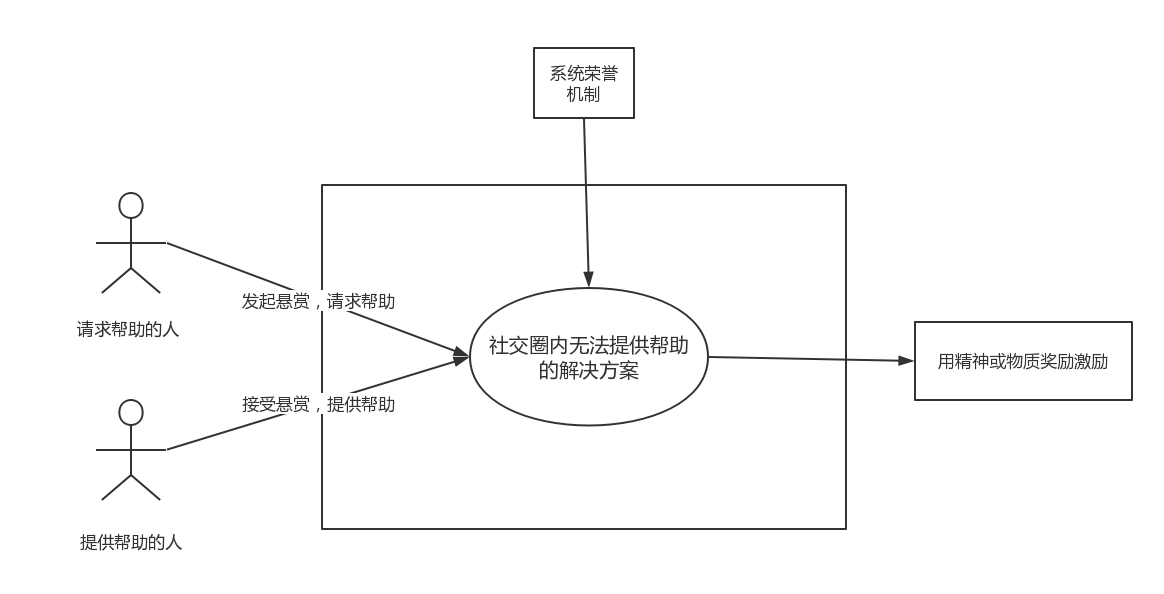 系统荣誉
机制
发起悬赏，请求帮助
请求帮助的人
社交圈内无法提供帮助
的解决方案
用精神或物质奖励激励
接受悬赏，提供帮助
提供帮助的人